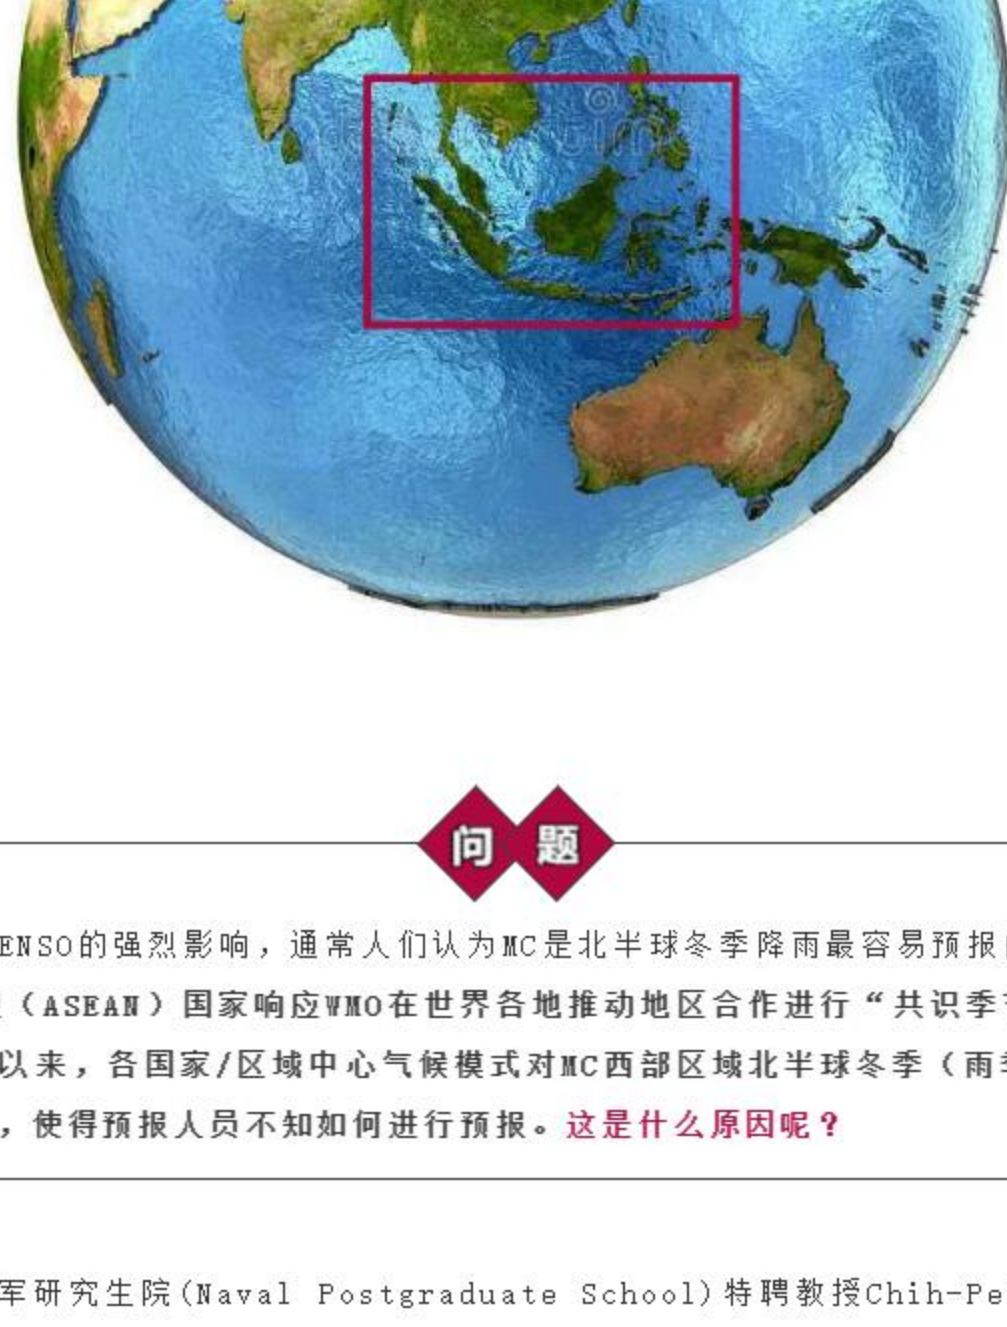 问题
ENSO的强烈影响，通常人们认为MC是北半球冬季降雨最容易预报
（ASEAN）国家响应WMO在世界各地推动地区合作进行“共识季
以来，各国家/区域中心气候模式对MC西部区域北半球冬季（雨
，使得预报人员不知如何进行预报。这是什么原因呢？
军研究生院(Naval Postgraduate School)特聘教授Chih-Pe